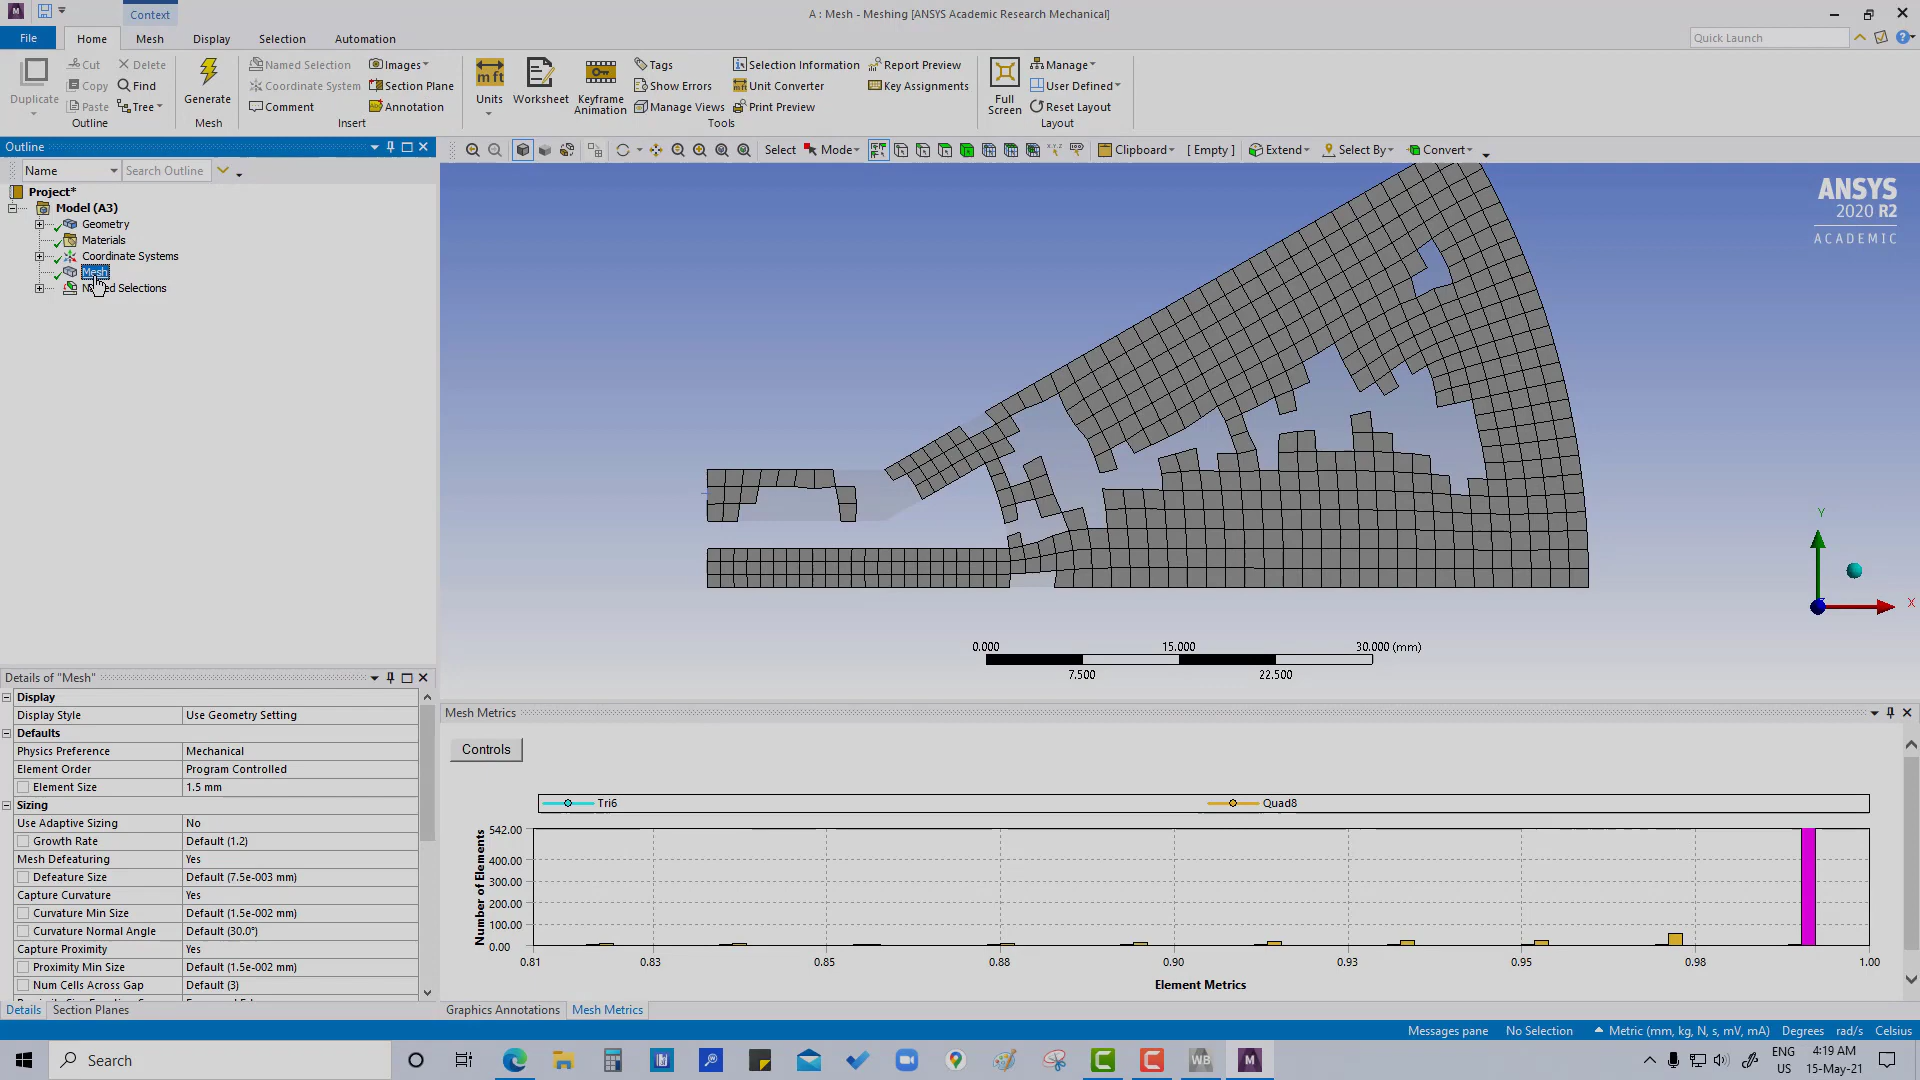 Context
A : Mesh - Meshing [ANSYS Academic Research Mechanical]
File Home Mesh Display Selection Automation
Quick Launch
Duplicate
Cut
Copy
Paste
Delete
Find
Tree
Outline
Generate
Mesh
Named Selection
Coordinate System
Comment
Images
Section Plane
Annotation
Insert
Units
Worksheet
Keyframe
Animation
Tags
Show Errors
Manage Views
Selection Information
Unit Converter
Print Preview
Report Preview
Key Assignments
Tools
Full
Screen
Manage
User Defined
Reset Layout
Layout
Outline
Name Search Outline
Select Mode Clipboard [ Empty ] Extend Select By Convert
Project*
Model (A3)
Geometry
Materials
Coordinate Systems
Mesh
ed Selections
ANSYS
2020 R2
ACADEMIC
Y
X
0.000 15.000 30.000 (mm)
7.500 22.500
Details of "Mesh"
Display
Display Style Use Geometry Setting
Defaults
Physics Preference Mechanical
Element Order Program Controlled
Element Size 1.5 mm
Sizing
Use Adaptive Sizing No
Growth Rate Default (1.2)
Mesh Defeaturing Yes
Defeature Size Default (7.5e-003 mm)
Capture Curvature Yes
Curvature Min Size Default (1.5e-002 mm)
Curvature Normal Angle Default (30.0°)
Capture Proximity Yes
Proximity Min Size Default (1.5e-002 mm)
Num Cells Across Gap Default (3)
Details Section Planes
Mesh Metrics
Controls
Tri6 Quad8
Number of Elements
542.00
400.00
300.00
200.00
100.00
0.00
0.81 0.83 0.85 0.88 0.90 0.93 0.95 0.98 1.00
Element Metrics
Graphics Annotations Mesh Metrics
Messages pane No Selection Metric (mm, kg, N, s, mV, mA) Degrees rad/s Celsius
Search
WB
M
ENG
US
4:19 AM
15-May-21